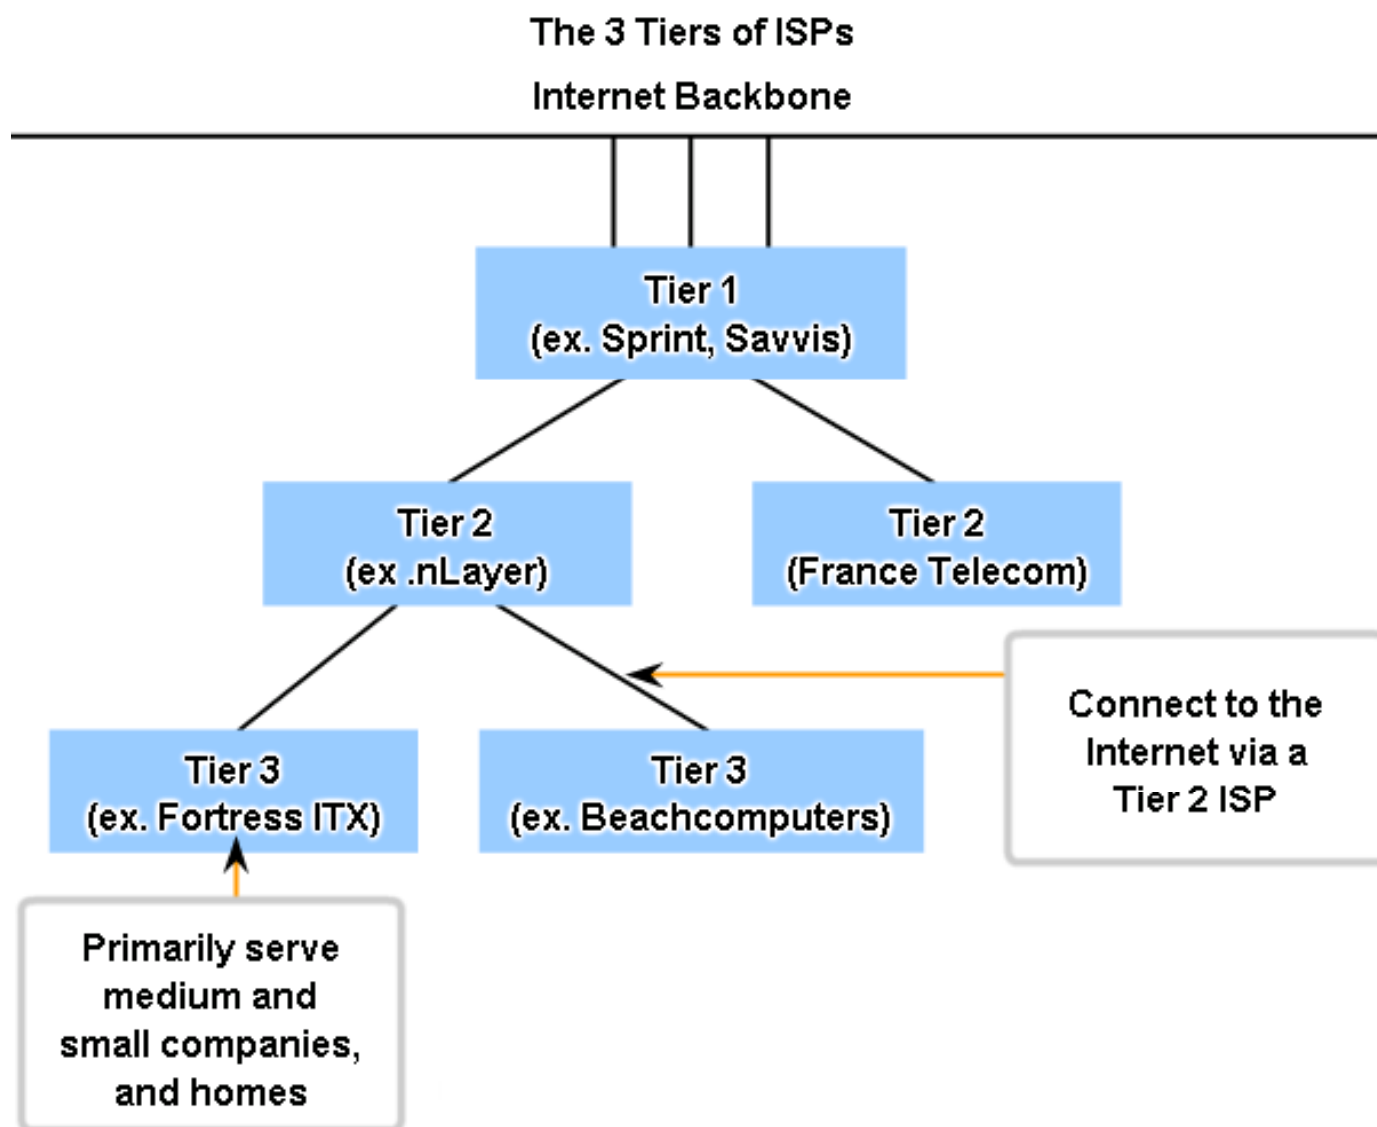 The 3 Tiers of ISPs
Internet Backbone
Tier 1
(ex. Sprint, Savvis)
Tier 2
(ex .nLayer)
Tier 2
(France Telecom)
Connect to the
Internet via a
Tier 2 ISP
Tier 3
(ex. Fortress ITX)
Tier 3
(ex. Beachcomputers)
Primarily serve
medium and
small companies,
and homes